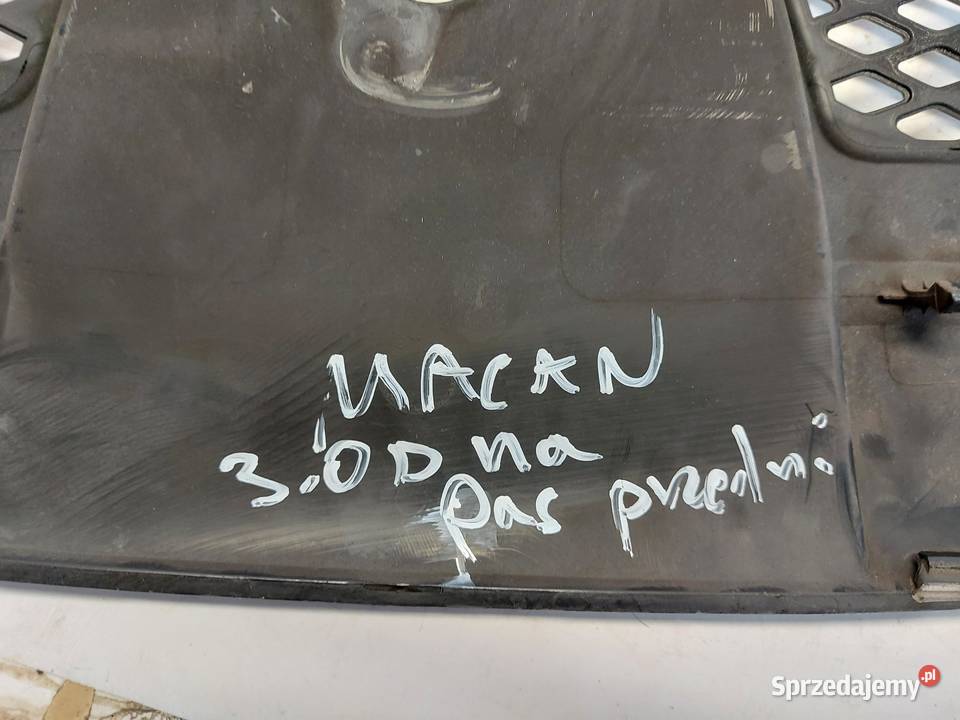 MACAN
3.0D na
pas przedni
Sprzedajemy.pl